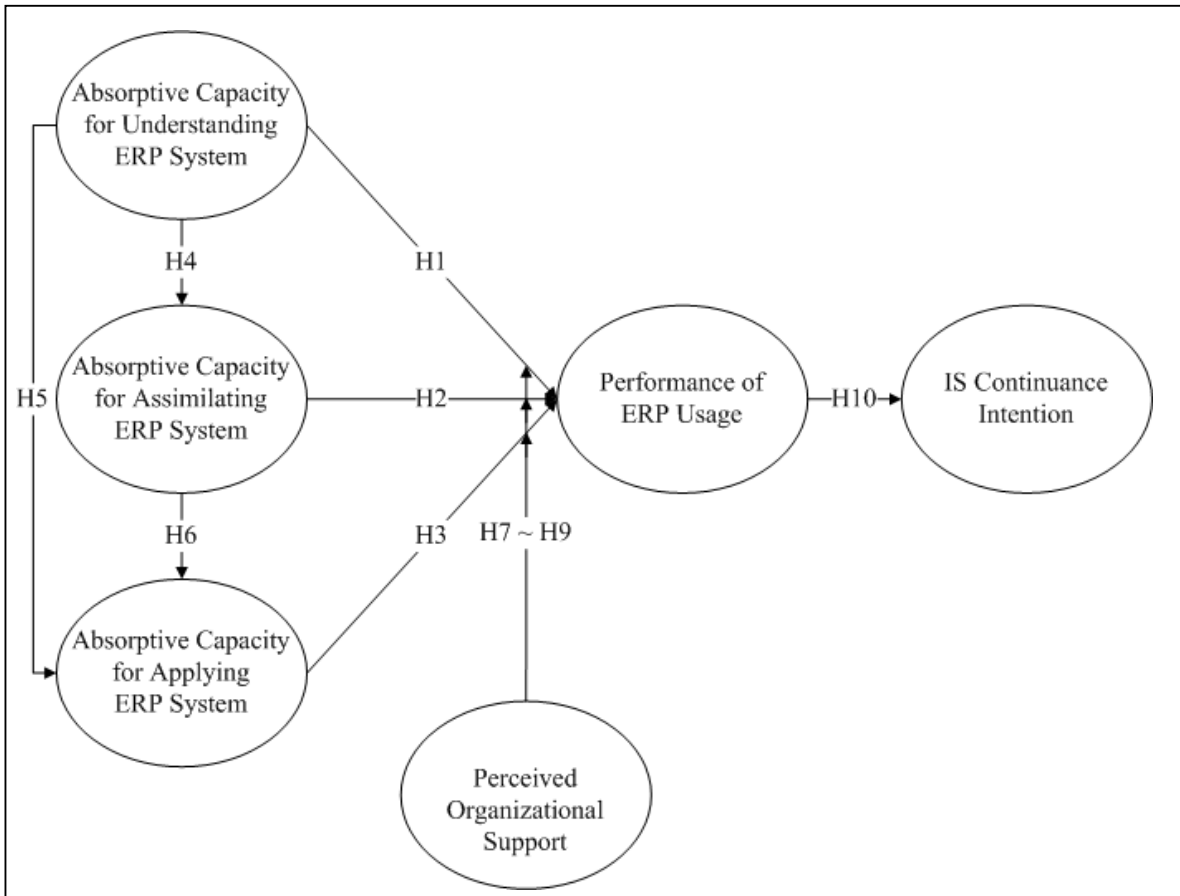 Absorptive Capacity
for Understanding
ERP System
H4
H1
Absorptive Capacity
for Assimilating
ERP System
H5
H2
Performance of
ERP Usage
H10
IS Continuance
Intention
H6
H3
H7 ~ H9
Absorptive Capacity
for Applying
ERP System
Perceived
Organizational
Support